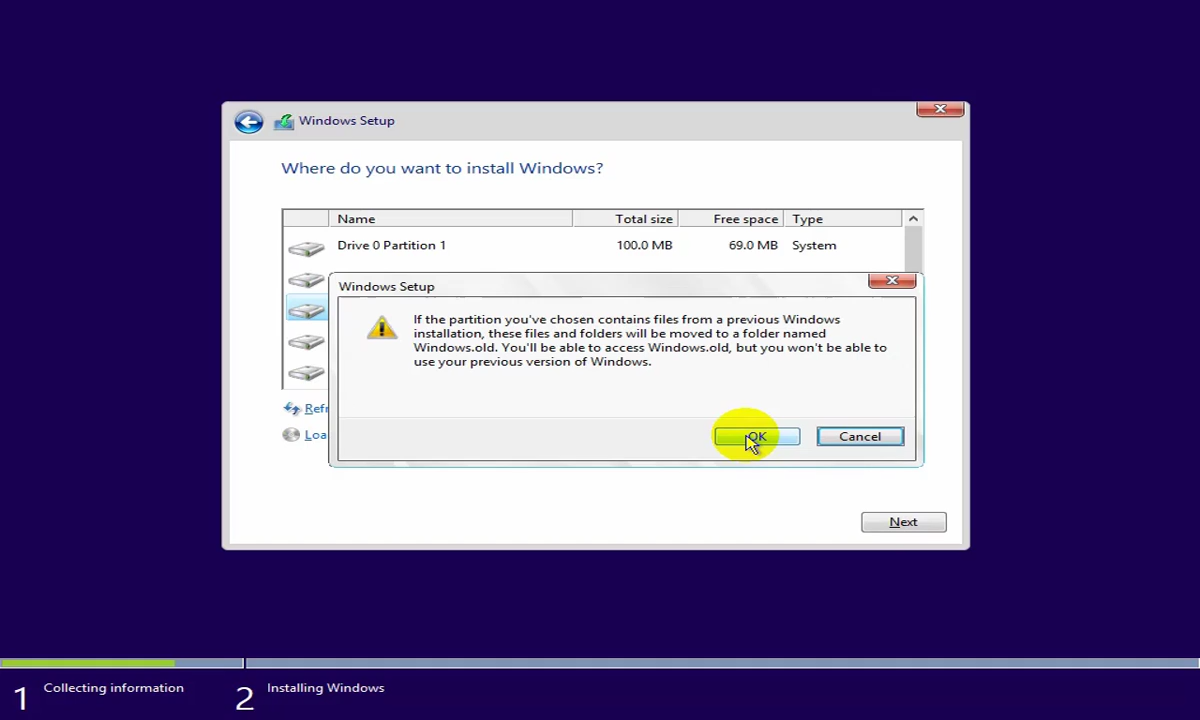 Windows Setup
Where do you want to install Windows?
Name Total size Free space Type
Drive 0 Partition 1 100.0 MB 69.0 MB System
Windows Setup
If the partition you've chosen contains files from a previous Windows
installation, these files and folders will be moved to a folder named
Windows.old. You'll be able to access Windows.old, but you won't be able to
use your previous version of Windows.
Refr
Loa
OK Cancel
Next
1 Collecting information 2 Installing Windows